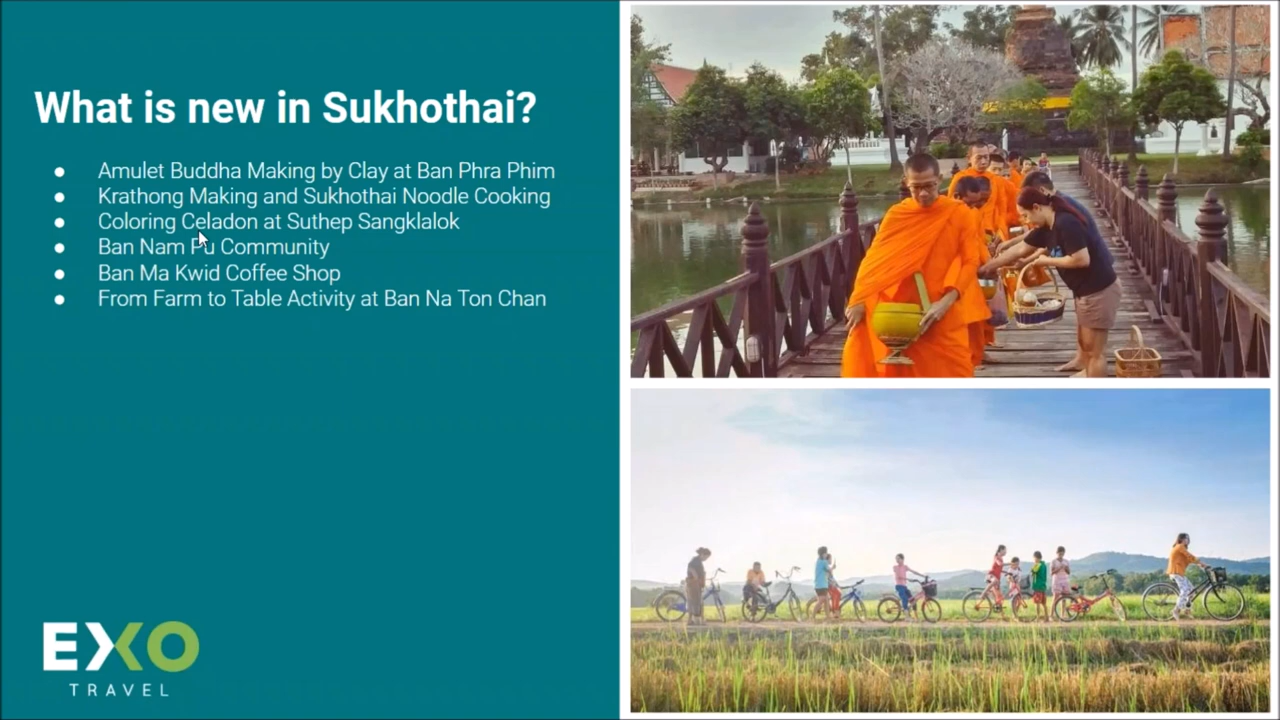 What is new in Sukhothai?
● Amulet Buddha Making by Clay at Ban Phra Phim
● Krathong Making and Sukhothai Noodle Cooking
● Coloring Celadon at Suthep Sangklalok
● Ban Nam Pu Community
● Ban Ma Kwid Coffee Shop
● From Farm to Table Activity at Ban Na Ton Chan
EXO
TRAVEL